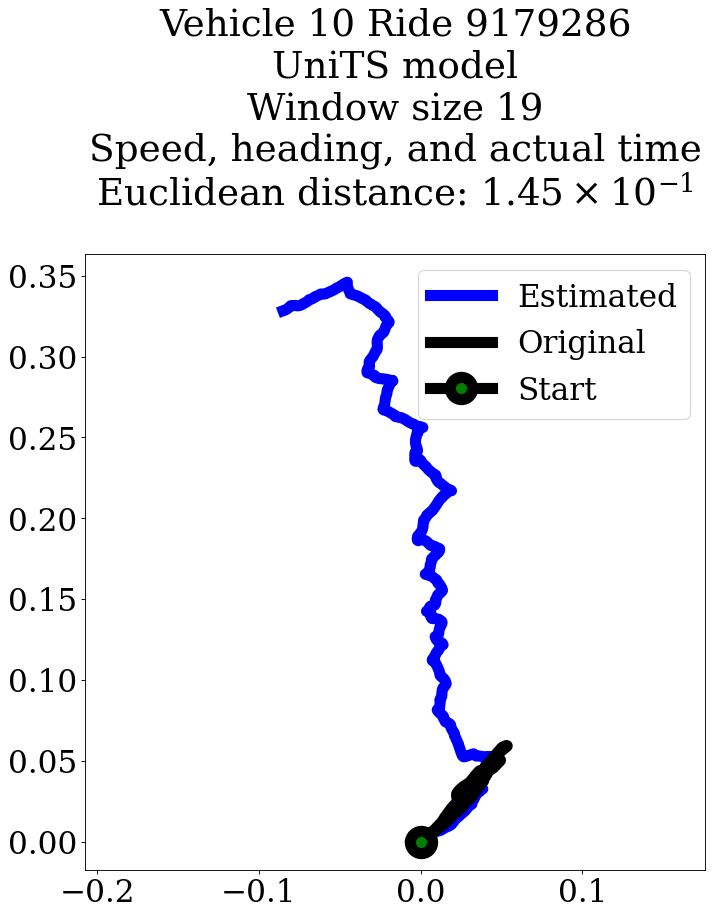 Vehicle 10 Ride 9179286
UniTS model
Window size 19
Speed, heading, and actual time
Euclidean distance: 1.45 × 10⁻¹
Estimated
Original
Start
0.35
0.30
0.25
0.20
0.15
0.10
0.05
0.00
−0.2 −0.1 0.0 0.1